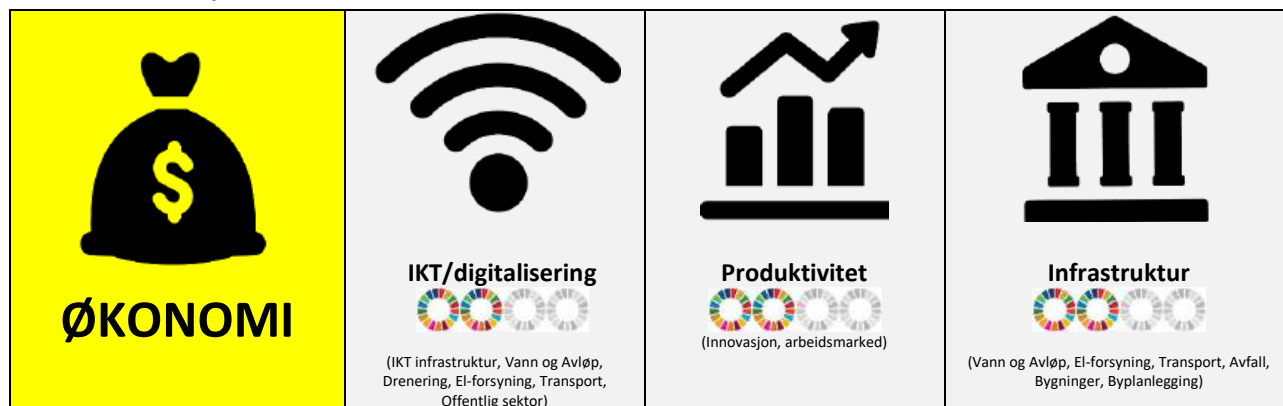 $
ØKONOMI
IKT/digitalisering
(IKT infrastruktur, Vann og Avløp,
Drenering, El-forsyning, Transport,
Offentlig sektor)
Produktivitet
(Innovasjon, arbeidsmarked)
Infrastruktur
(Vann og Avløp, El-forsyning, Transport, Avfall,
Bygninger, Byplanlegging)